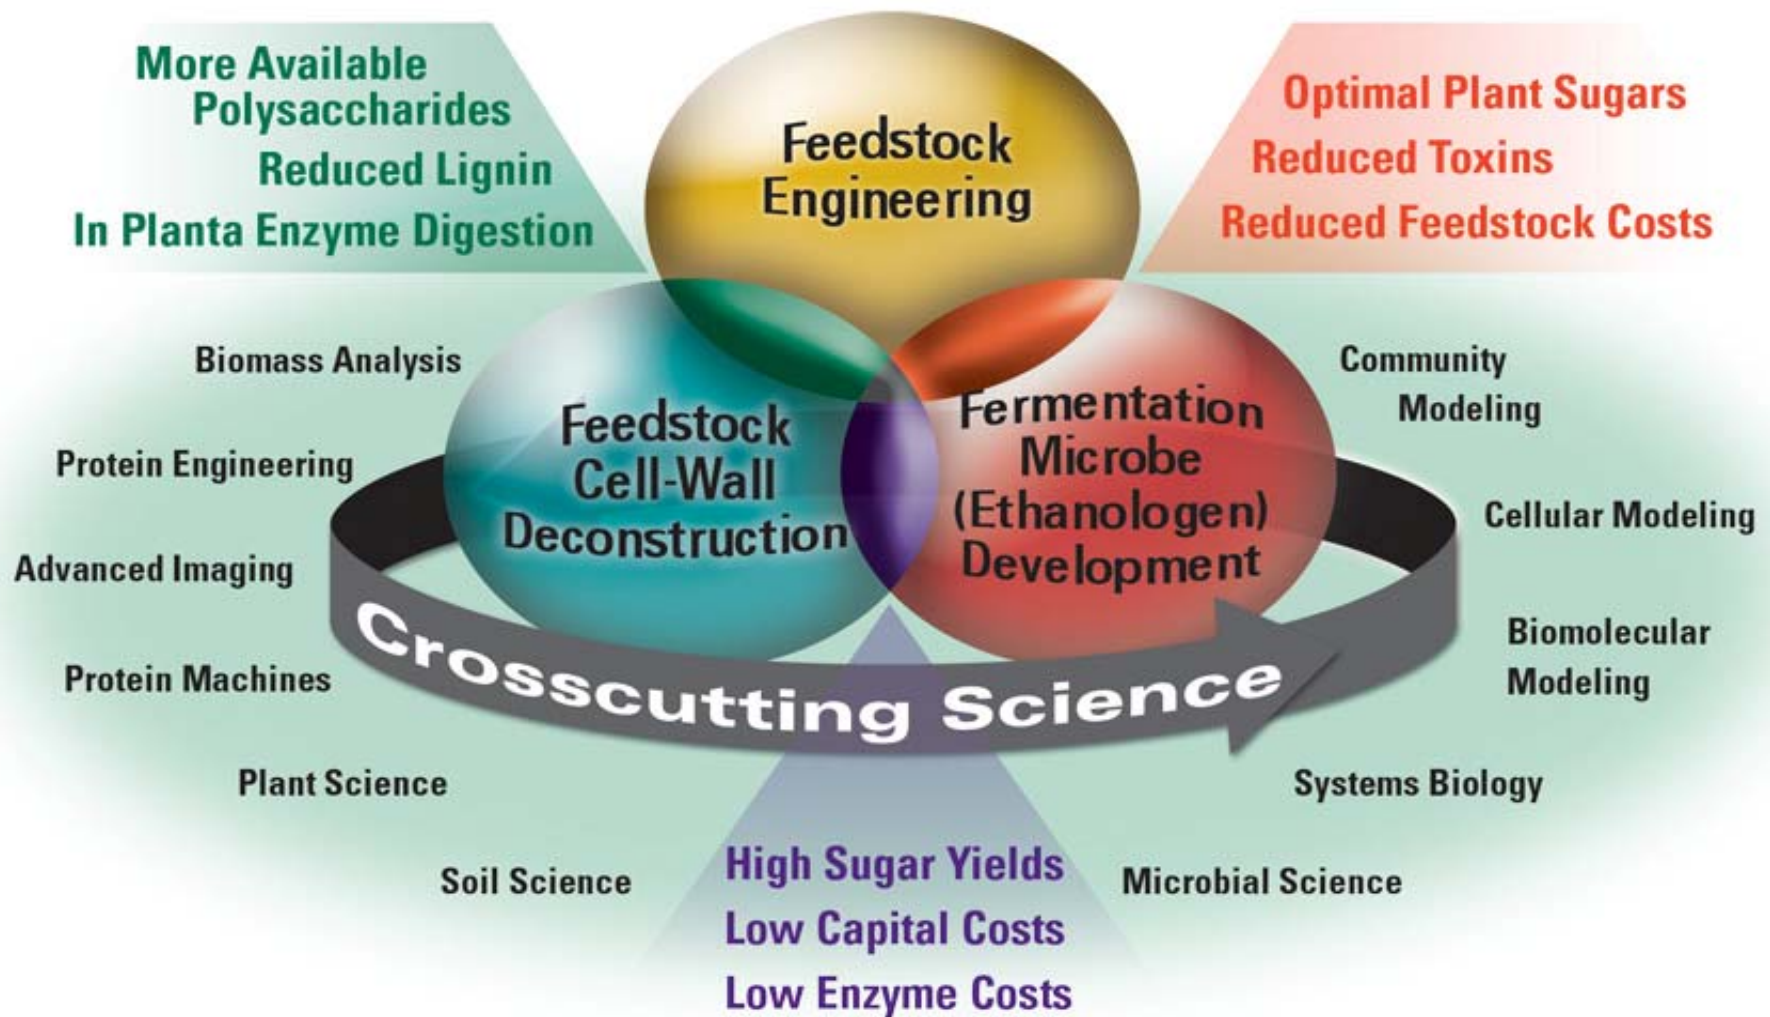 More Available
Polysaccharides
Reduced Lignin
In Planta Enzyme Digestion
Feedstock
Engineering
Optimal Plant Sugars
Reduced Toxins
Reduced Feedstock Costs
Biomass Analysis
Protein Engineering
Advanced Imaging
Protein Machines
Plant Science
Soil Science
Feedstock
Cell-Wall
Deconstruction
Fermentation
Microbe
(Ethanologen)
Development
Community
Modeling
Cellular Modeling
Biomolecular
Modeling
Systems Biology
Microbial Science
Crosscutting Science
High Sugar Yields
Low Capital Costs
Low Enzyme Costs